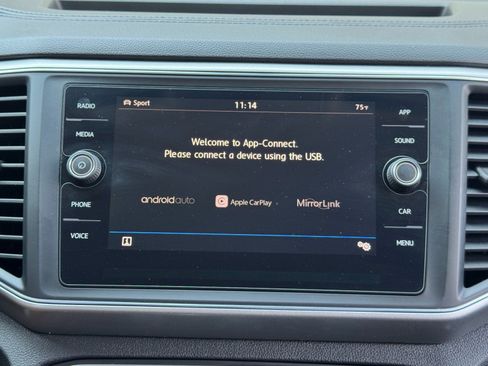 RADIO
MEDIA
PHONE
VOICE
Sport 11:14 75°F
Welcome to App-Connect.
Please connect a device using the USB.
androidauto Apple CarPlay MirrorLink
APP
SOUND
CAR
MENU